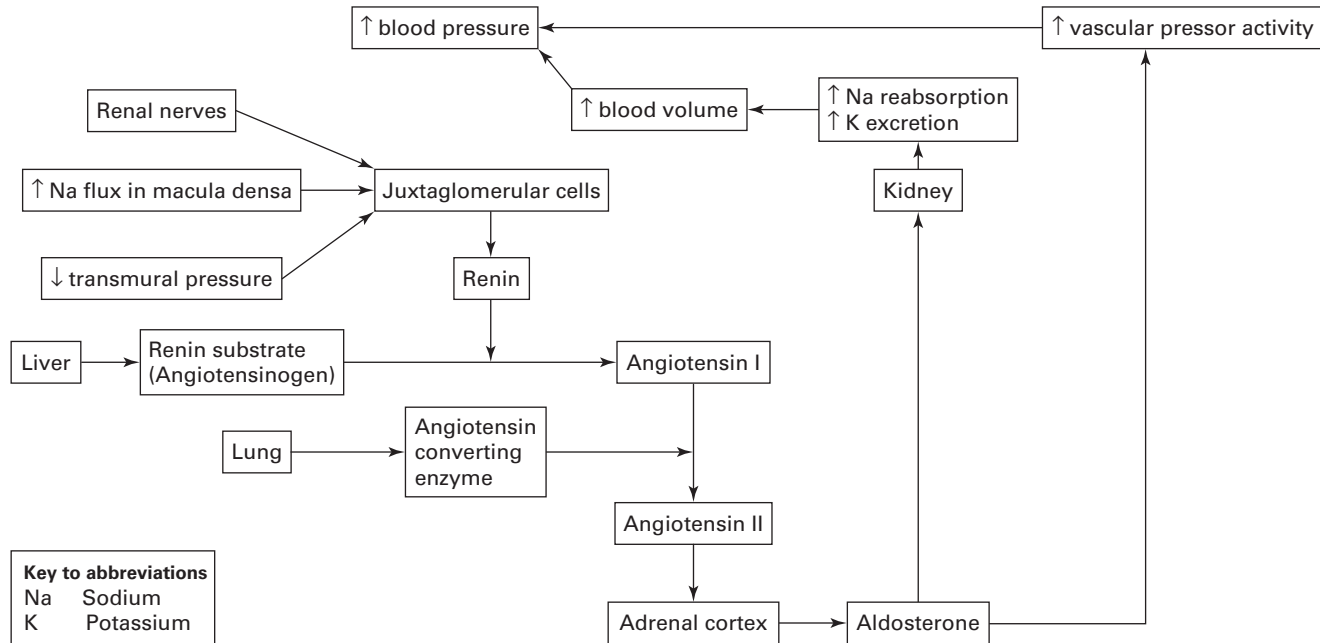 ↑ blood pressure
↑ vascular pressor activity
Renal nerves
↑ blood volume
↑ Na reabsorption
↑ K excretion
↑ Na flux in macula densa
Juxtaglomerular cells
Kidney
↓ transmural pressure
Renin
Liver
Renin substrate
(Angiotensinogen)
Angiotensin I
Lung
Angiotensin
converting
enzyme
Angiotensin II
Key to abbreviations
Na Sodium
K Potassium
Adrenal cortex
Aldosterone